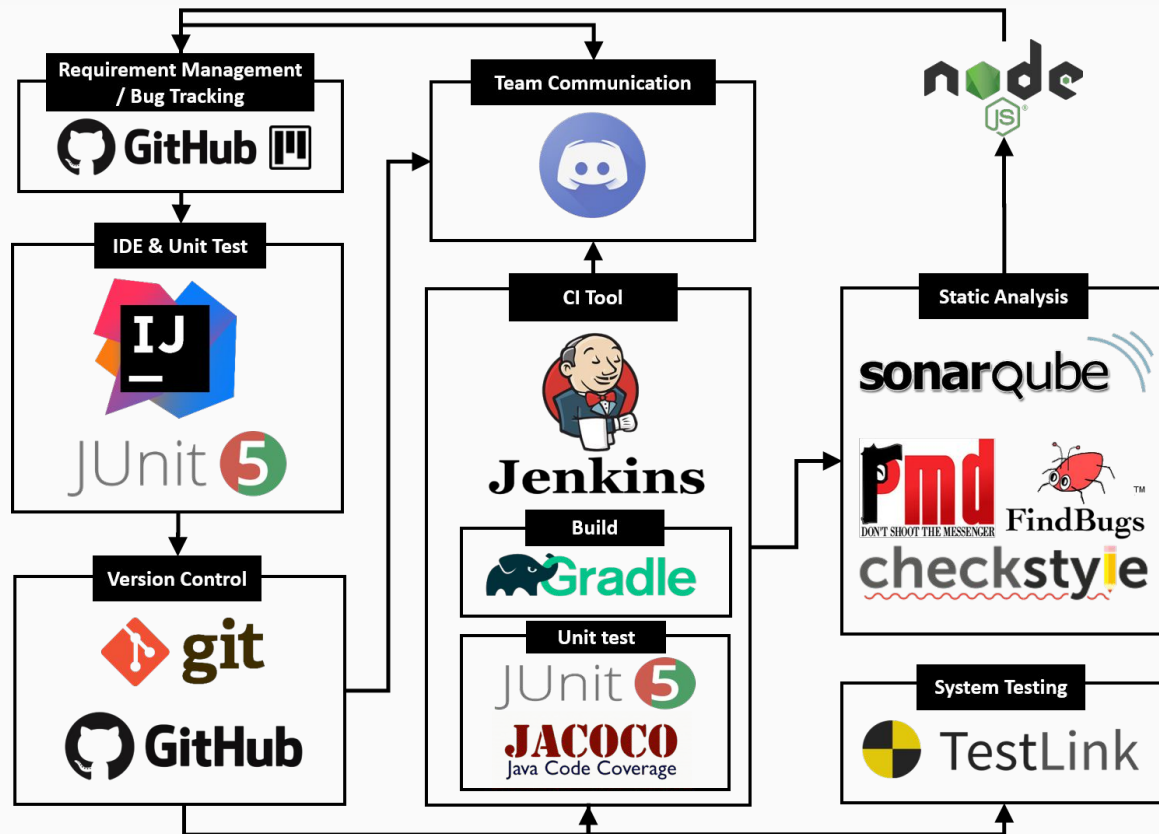 Requirement Management
/ Bug Tracking
GitHub
Team Communication
node
JS
®
IDE & Unit Test
IJ
JUnit 5
CI Tool
Jenkins
Build
Gradle
Unit test
JUnit 5
JACOCO
Java Code Coverage
Static Analysis
sonarqube
Pmd
DON'T SHOOT THE MESSENGER
FindBugs
TM
checkstyle
Version Control
git
GitHub
System Testing
TestLink